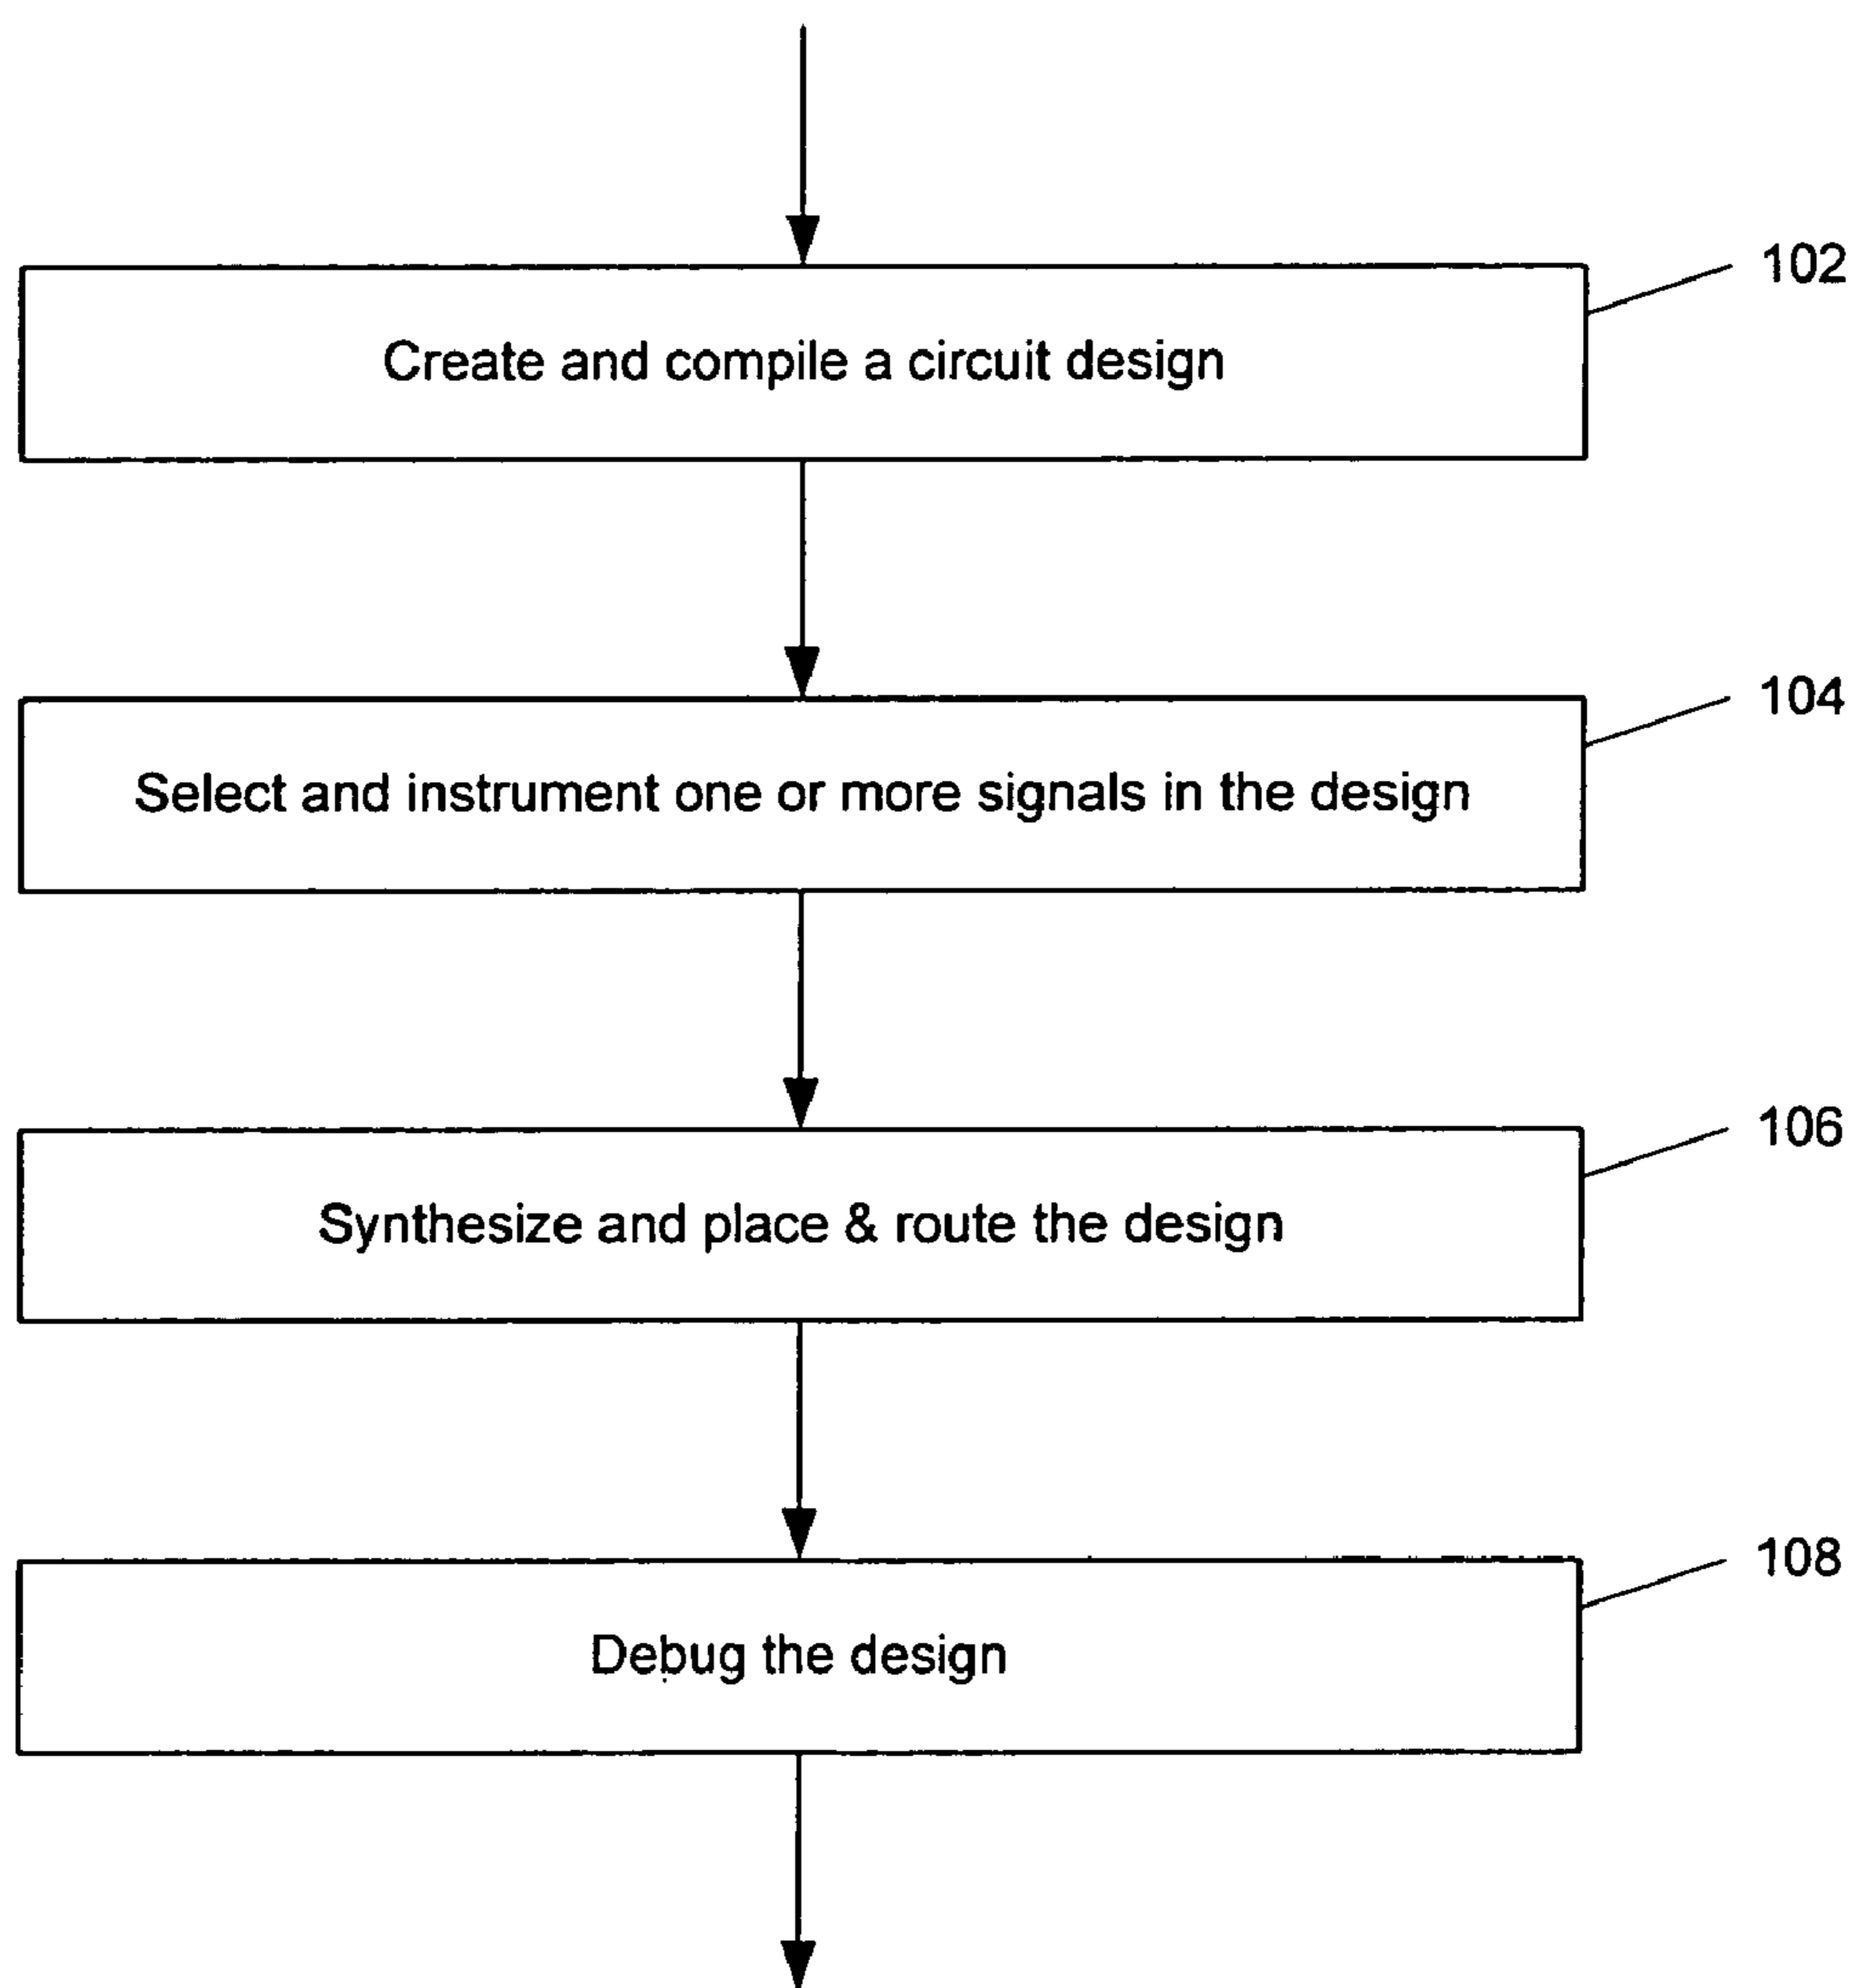 102
Create and compile a circuit design
104
Select and instrument one or more signals in the design
106
Synthesize and place & route the design
108
Debug the design